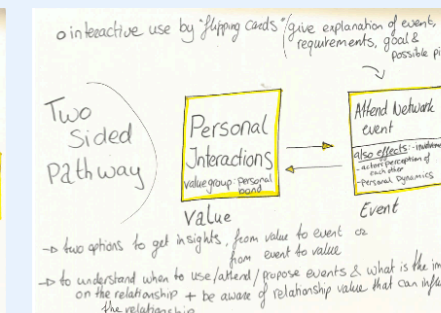 o interactive use by "flipping cards"/give explanation of event,
requirements, goal &
possible
Two
Sided
Pathway
Personal
Interactions
value group: personal
bond
Value
Attend Network
event
also effects:
- actors perception of
each other
- Personal Dynamics
Event
-> two options to get insights, from value to event or
from event to value
-> to understand when to use/attend/propose events & what is the
on the relationship + be aware of relationship value that can
the relationship